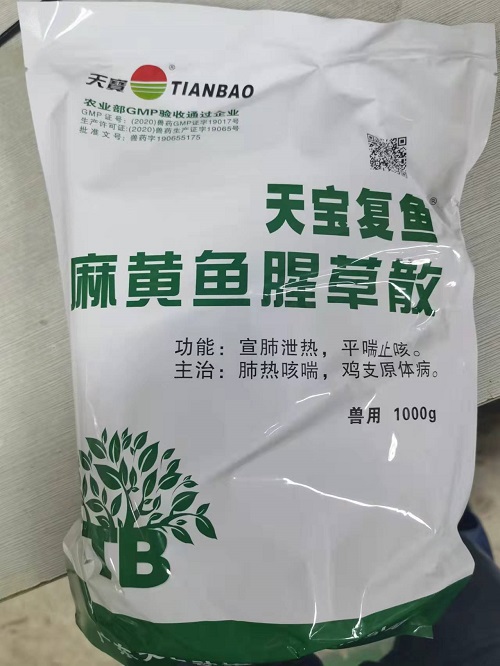 天寶® TIANBAO
农业部GMP验收通过企业
GMP证号：(2020)兽药GMP证字19017号
生产许可证：(2020)兽药生产证字19065号
批准文号：兽药字190655175
天宝复鱼®
麻黄鱼腥草散
功能：宣肺泄热，平喘止咳。
主治：肺热咳喘，鸡支原体病。
兽用 1000g
TB